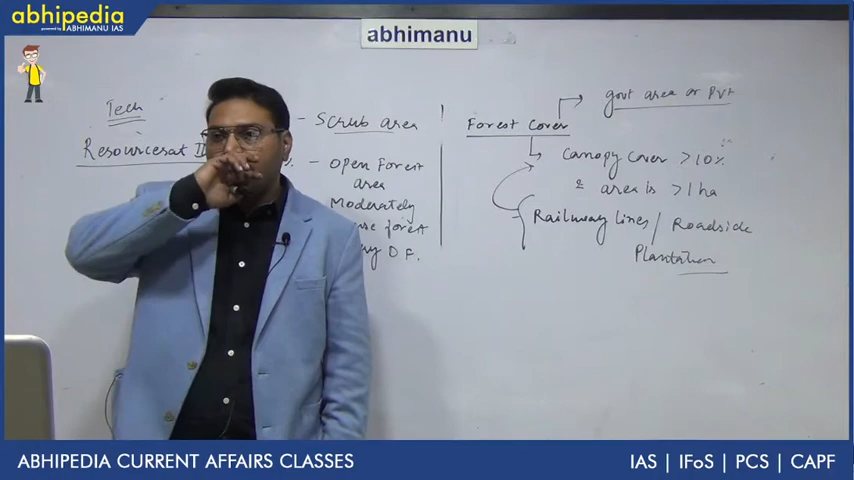 abhipedia
powered by ABHIMANU IAS
abhimanu
Tech
Resourcesat II
- Scrub area
- Open Forest
area
Moderately
forest
D F.
Forest Cover
govt area or Pvt
Canopy cover >10%
& area is >1ha
Railway lines / Roadside
Plantation
ABHIPEDIA CURRENT AFFAIRS CLASSES
IAS | IFoS | PCS | CAPF